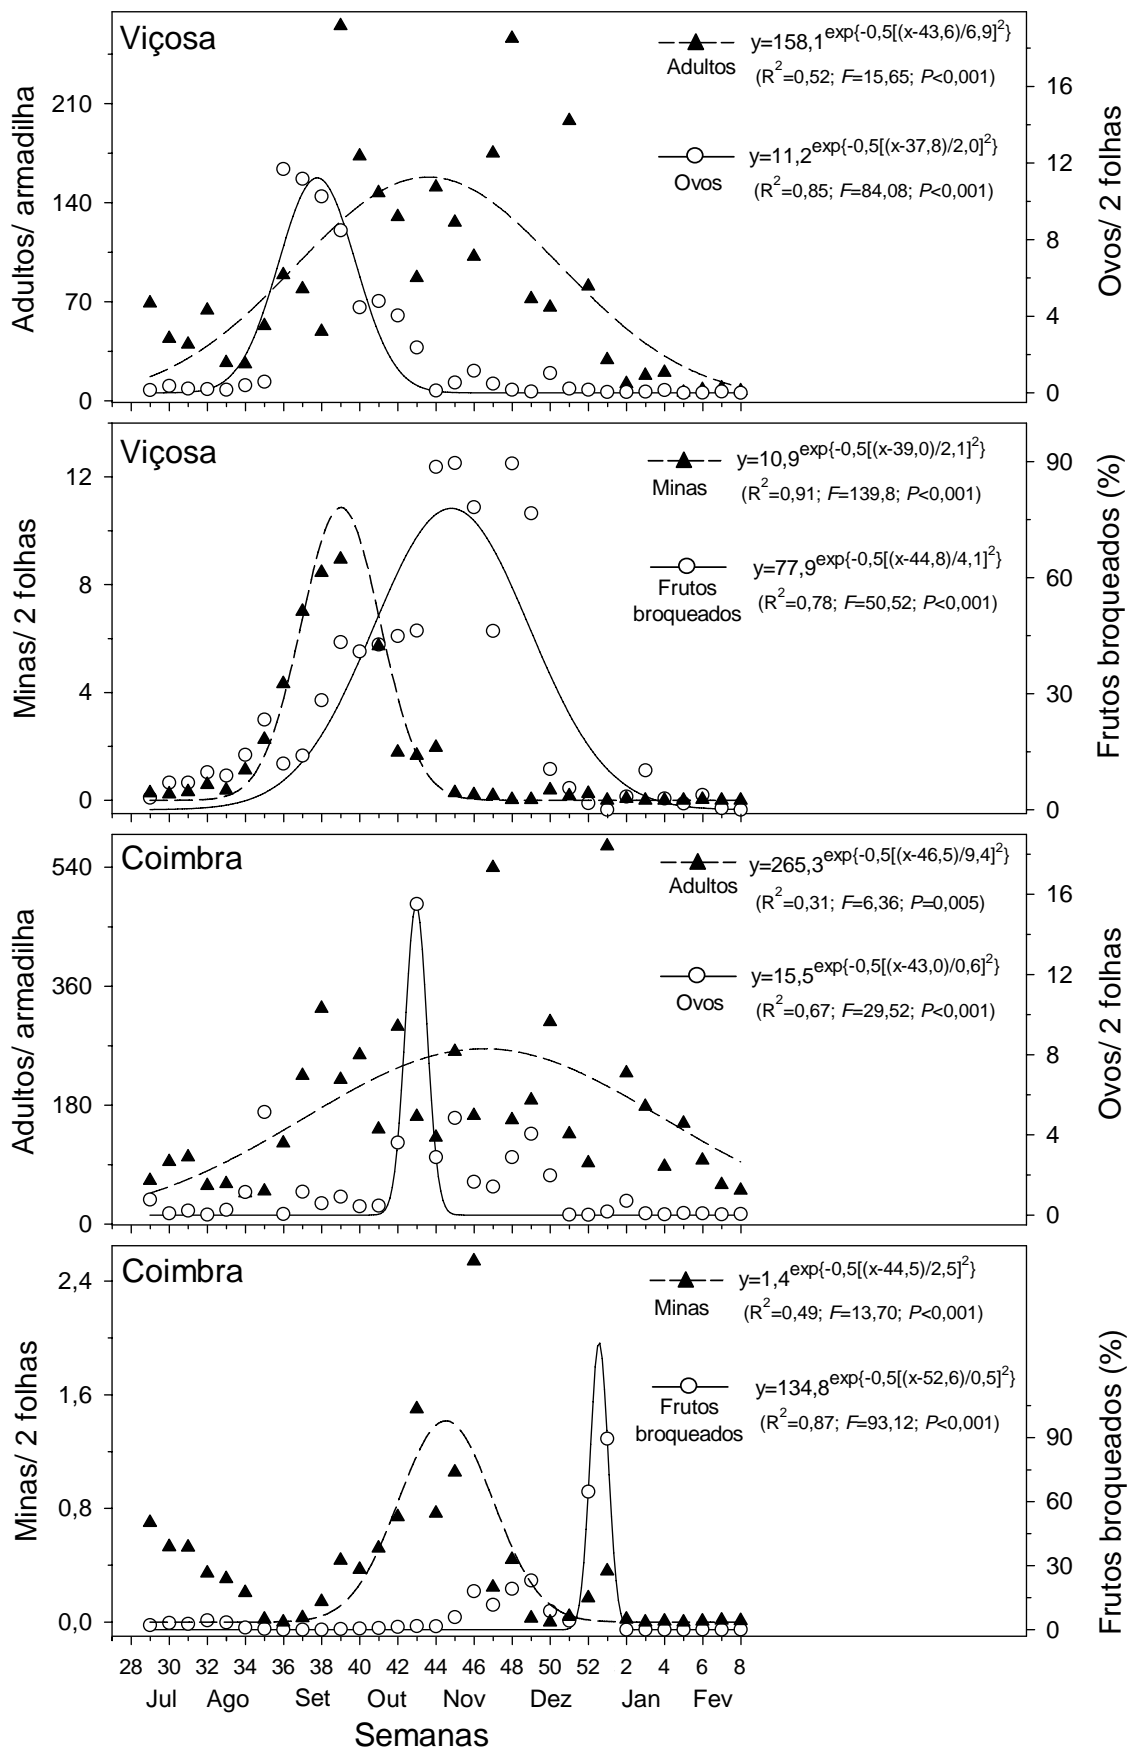 Viçosa
y=158,1exp{-0,5[(x-43,6)/6,9]²}
Adultos
(R²=0,52; F=15,65; P<0,001)
y=11,2exp{-0,5[(x-37,8)/2,0]²}
Ovos
(R²=0,85; F=84,08; P<0,001)
Adultos/ armadilha
210
140
70
0
Ovos/ 2 folhas
16
12
8
4
0
Viçosa
y=10,9exp{-0,5[(x-39,0)/2,1]²}
Minas
(R²=0,91; F=139,8; P<0,001)
y=77,9exp{-0,5[(x-44,8)/4,1]²}
Frutos
broqueados
(R²=0,78; F=50,52; P<0,001)
Minas/ 2 folhas
12
8
4
0
Frutos broqueados (%)
90
60
30
0
Coimbra
y=265,3exp{-0,5[(x-46,5)/9,4]²}
Adultos
(R²=0,31; F=6,36; P=0,005)
y=15,5exp{-0,5[(x-43,0)/0,6]²}
Ovos
(R²=0,67; F=29,52; P<0,001)
Adultos/ armadilha
540
360
180
0
Ovos/ 2 folhas
16
12
8
4
0
Coimbra
y=1,4exp{-0,5[(x-44,5)/2,5]²}
Minas
(R²=0,49; F=13,70; P<0,001)
y=134,8exp{-0,5[(x-52,6)/0,5]²}
Frutos
broqueados
(R²=0,87; F=93,12; P<0,001)
Minas/ 2 folhas
2,4
1,6
0,8
0,0
Frutos broqueados (%)
90
60
30
0
28 30 32 34 36 38 40 42 44 46 48 50 52 2 4 6 8
Jul Ago Set Out Nov Dez Jan Fev
Semanas